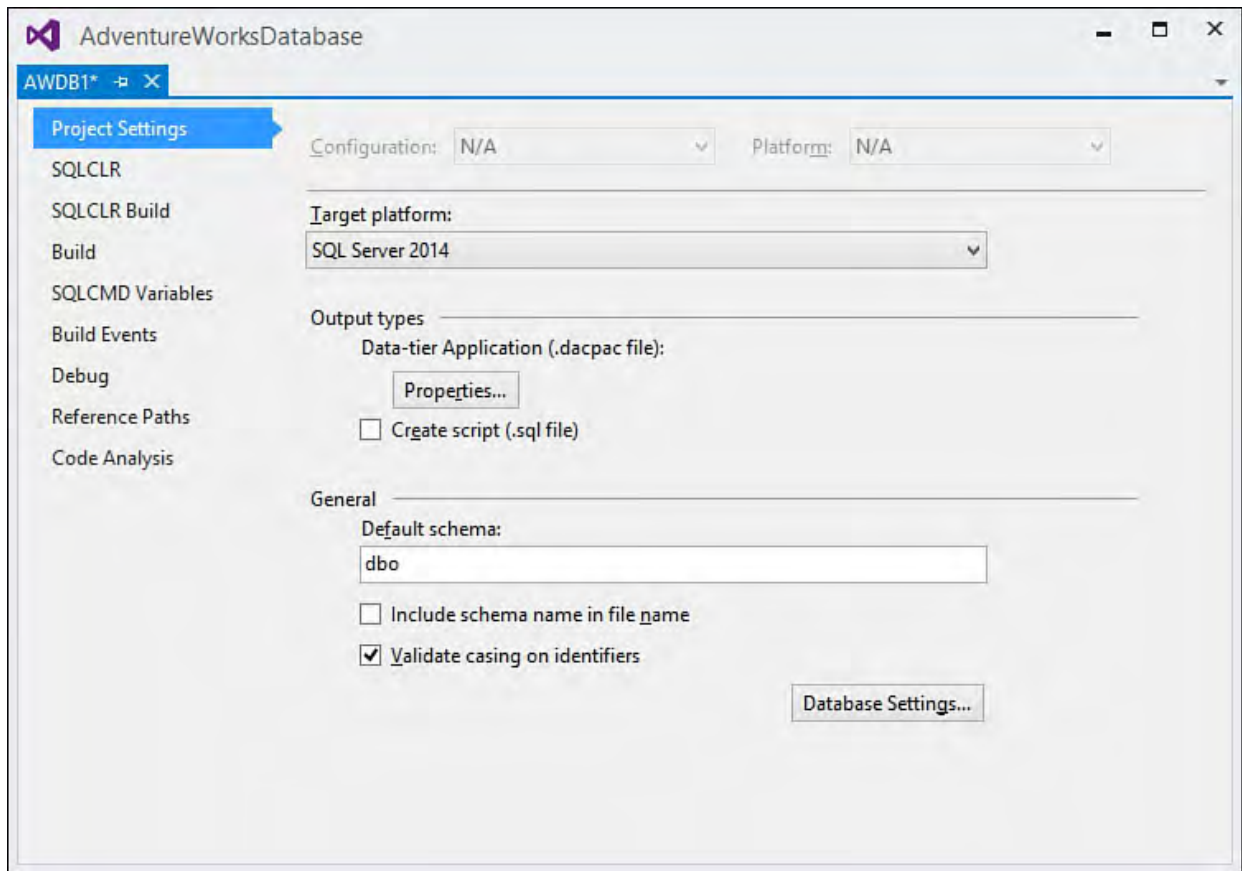 AdventureWorksDatabase
AWDB1*
Project Settings
SQLCLR
SQLCLR Build
Build
SQLCMD Variables
Build Events
Debug
Reference Paths
Code Analysis
Configuration: N/A Platform: N/A
Target platform:
SQL Server 2014
Output types
Data-tier Application (.dacpac file):
Properties...
Create script (.sql file)
General
Default schema:
dbo
Include schema name in file name
Validate casing on identifiers
Database Settings...